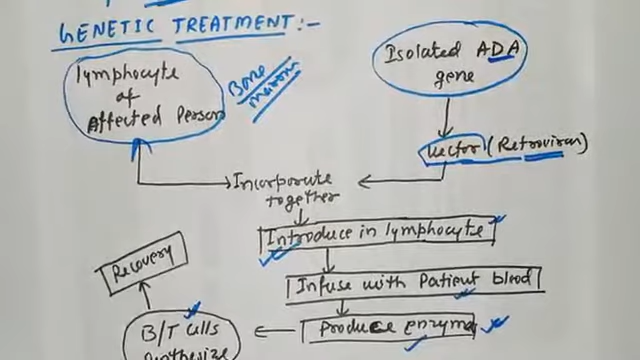 GENETIC TREATMENT:-
lymphocyte
of
Affected Person
Bone
marrow
Isolated ADA
gene
Vector (Retrovirus)
Incorporate
together
Introduce in lymphocyte
Infuse with Patient blood
Produce enzyme
B/T Cells
synthesize
Recovery